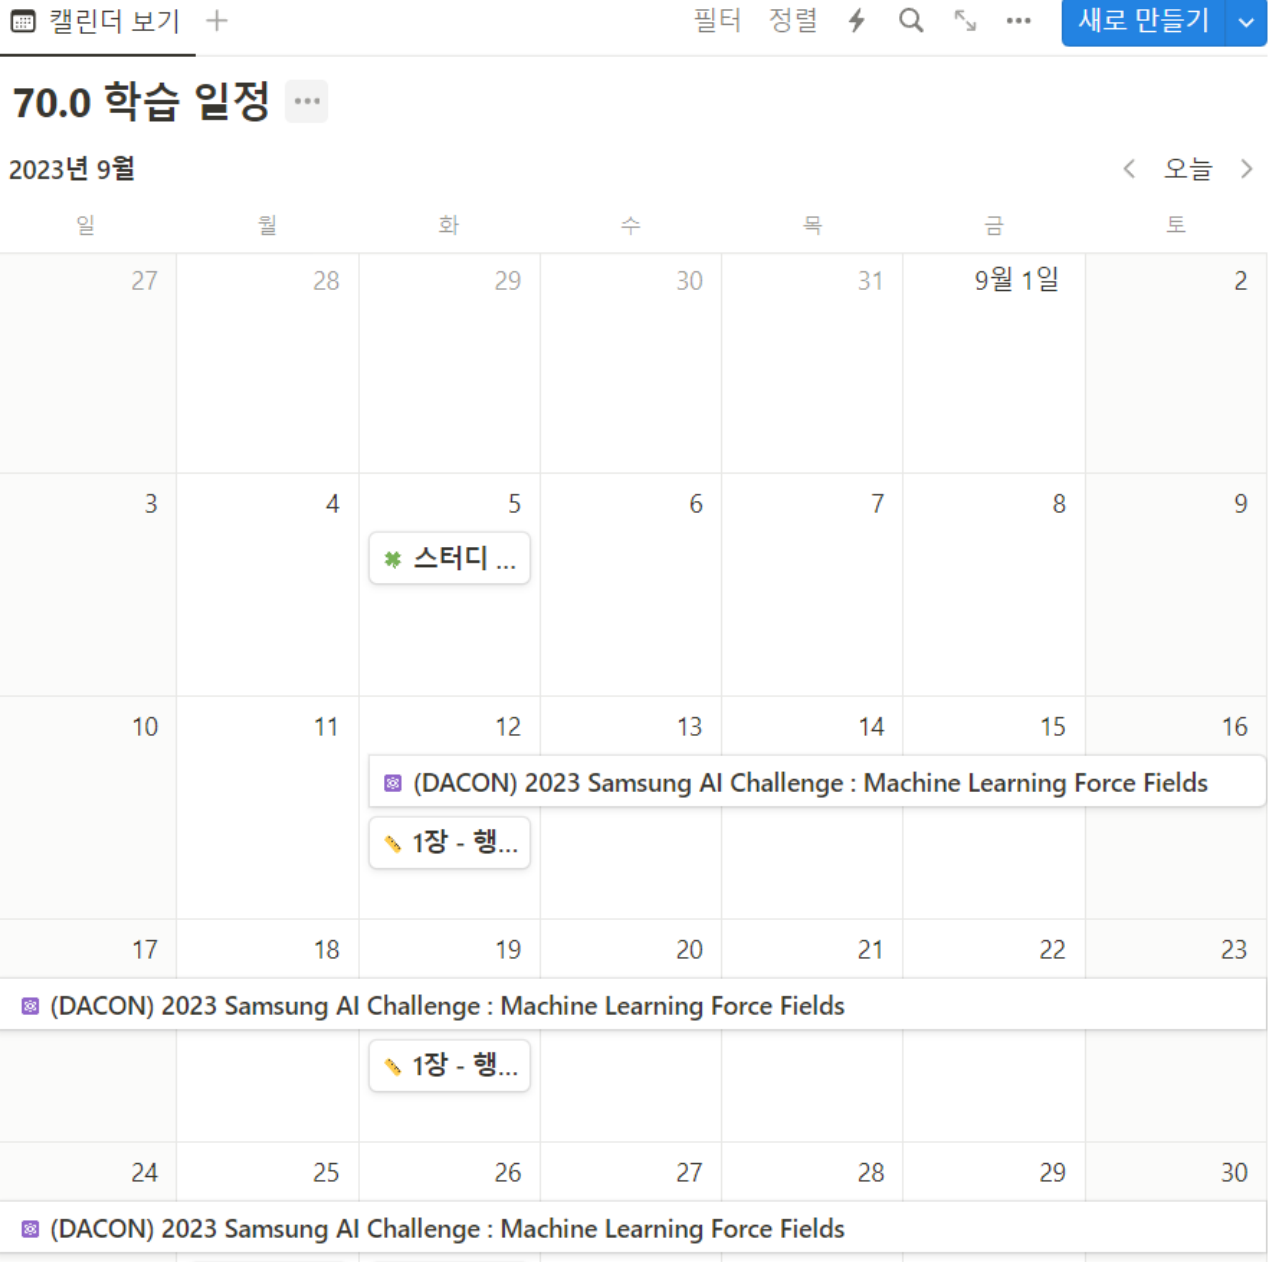 캘린더 보기
필터 정렬 새로 만들기
70.0 학습 일정
2023년 9월 오늘
일 월 화 수 목 금 토
27 28 29 30 31 9월 1일 2
3 4 5 6 7 8 9
스터디 ...
10 11 12 13 14 15 16
(DACON) 2023 Samsung AI Challenge : Machine Learning Force Fields
1장 - 행...
17 18 19 20 21 22 23
(DACON) 2023 Samsung AI Challenge : Machine Learning Force Fields
1장 - 행...
24 25 26 27 28 29 30
(DACON) 2023 Samsung AI Challenge : Machine Learning Force Fields